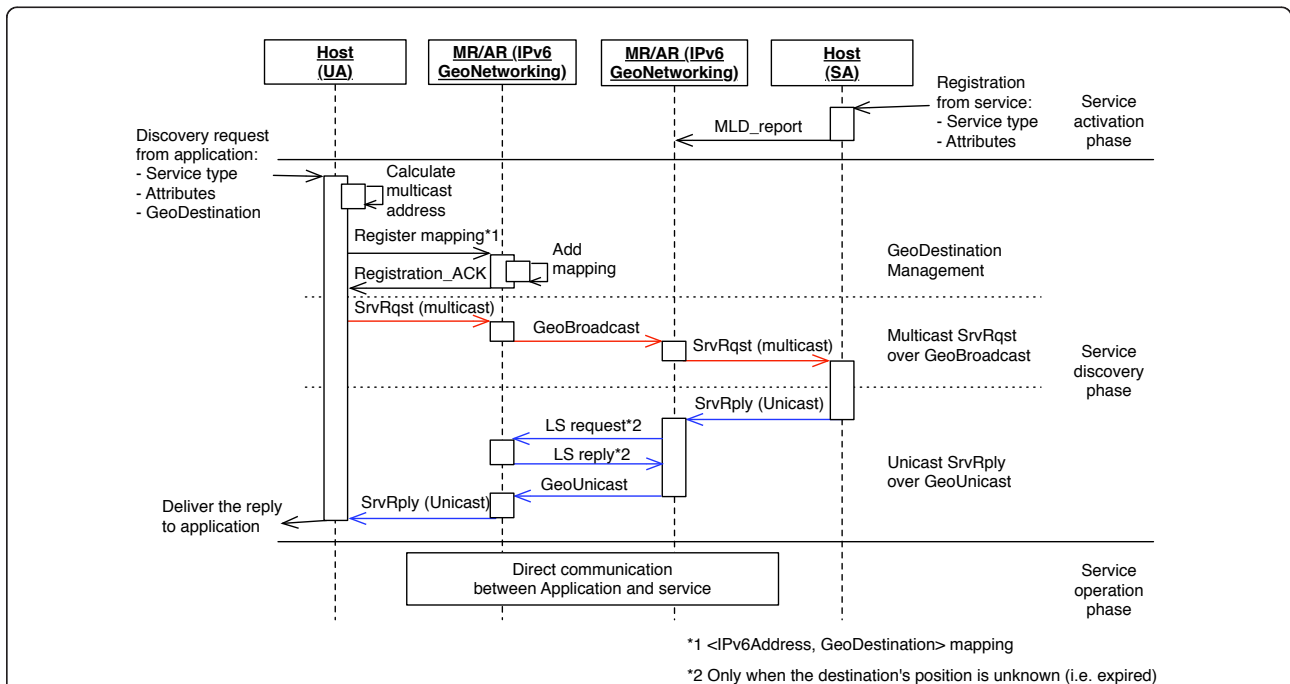 Host
(UA)
MR/AR (IPv6
GeoNetworking)
MR/AR (IPv6
GeoNetworking)
Host
(SA)
Registration
from service:
- Service type
- Attributes
Service
activation
phase
MLD_report
Discovery request
from application:
- Service type
- Attributes
- GeoDestination
Calculate
multicast
address
Register mapping*1
Add
mapping
Registration_ACK
GeoDestination
Management
SrvRqst (multicast)
GeoBroadcast
SrvRqst (multicast)
Multicast SrvRqst
over GeoBroadcast
Service
discovery
phase
SrvRply (Unicast)
LS request*2
LS reply*2
GeoUnicast
SrvRply (Unicast)
Unicast SrvRply
over GeoUnicast
Deliver the reply
to application
Direct communication
between Application and service
Service
operation
phase
*1 <IPv6Address, GeoDestination> mapping
*2 Only when the destination's position is unknown (i.e. expired)